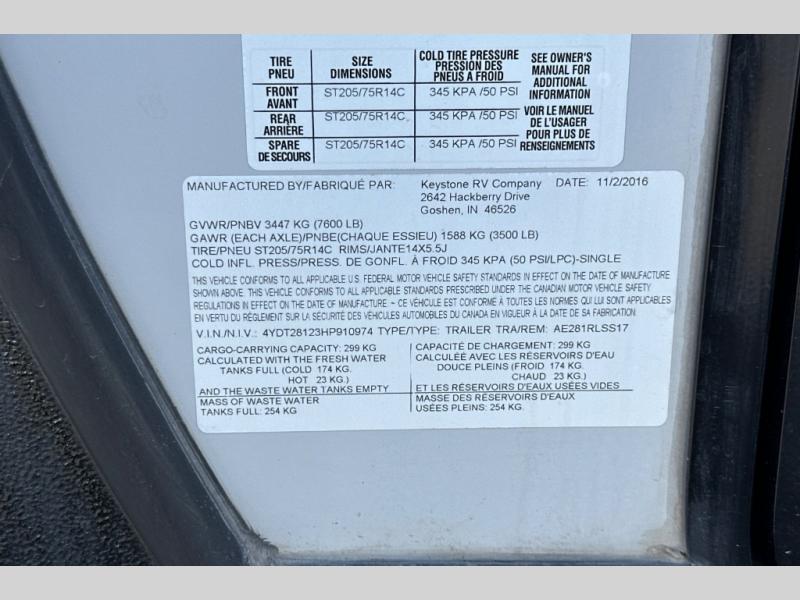 TIRE PNEU SIZE DIMENSIONS COLD TIRE PRESSURE PRESSION DES PNEUS A FROID SEE OWNER'S MANUAL FOR ADDITIONAL INFORMATION
FRONT AVANT ST205/75R14C 345 KPA /50 PSI
REAR ARRIÈRE ST205/75R14C 345 KPA /50 PSI VOIR LE MANUEL DE L'USAGER POUR PLUS DE RENSEIGNEMENTS
SPARE DE SECOURS ST205/75R14C 345 KPA /50 PSI
MANUFACTURED BY/FABRIQUÉ PAR: Keystone RV Company DATE: 11/2/2016
2642 Hackberry Drive
Goshen, IN 46526
GVWR/PNBV 3447 KG (7600 LB)
GAWR (EACH AXLE)/PNBE(CHAQUE ESSIEU) 1588 KG (3500 LB)
TIRE/PNEU ST205/75R14C RIMS/JANTE14X5.5J
COLD INFL. PRESS/PRESS. DE GONFL. À FROID 345 KPA (50 PSI/LPC)-SINGLE
THIS VEHICLE CONFORMS TO ALL APPLICABLE U.S. FEDERAL MOTOR VEHICLE SAFETY STANDARDS IN EFFECT ON THE DATE OF MANUFACTURE
SHOWN ABOVE. THIS VEHICLE CONFORMS TO ALL APPLICABLE STANDARDS PRESCRIBED UNDER THE CANADIAN MOTOR VEHICLE SAFETY
REGULATIONS IN EFFECT ON THE DATE OF MANUFACTURE ~ CE VÉHICULE EST CONFORME À TOUTES LES NORMES QUI LUI SONT APPLICABLES
EN VERTU DU RÈGLEMENT SUR LA SÉCURITÉ DES VÉHICULES AUTOMOBILES DU CANADA EN VIGUEUR À LA DATE DE SA FABRICATION.
V.I.N./N.I.V.: 4YDT28123HP910974 TYPE/TYPE: TRAILER TRA/REM: AE281RLSS17
CARGO-CARRYING CAPACITY: 299 KG
CALCULATED WITH THE FRESH WATER
TANKS FULL (COLD 174 KG.
HOT 23 KG.)
AND THE WASTE WATER TANKS EMPTY
MASS OF WASTE WATER
TANKS FULL: 254 KG
CAPACITÉ DE CHARGEMENT: 299 KG
CALCULÉE AVEC LES RÉSERVOIRS D'EAU
DOUCE PLEINS (FROID 174 KG.
CHAUD 23 KG.)
ET LES RÉSERVOIRS D'EAUX USÉES VIDES
MASSE DES RÉSERVOIRS D'EAUX
USÉES PLEINS: 254 KG.